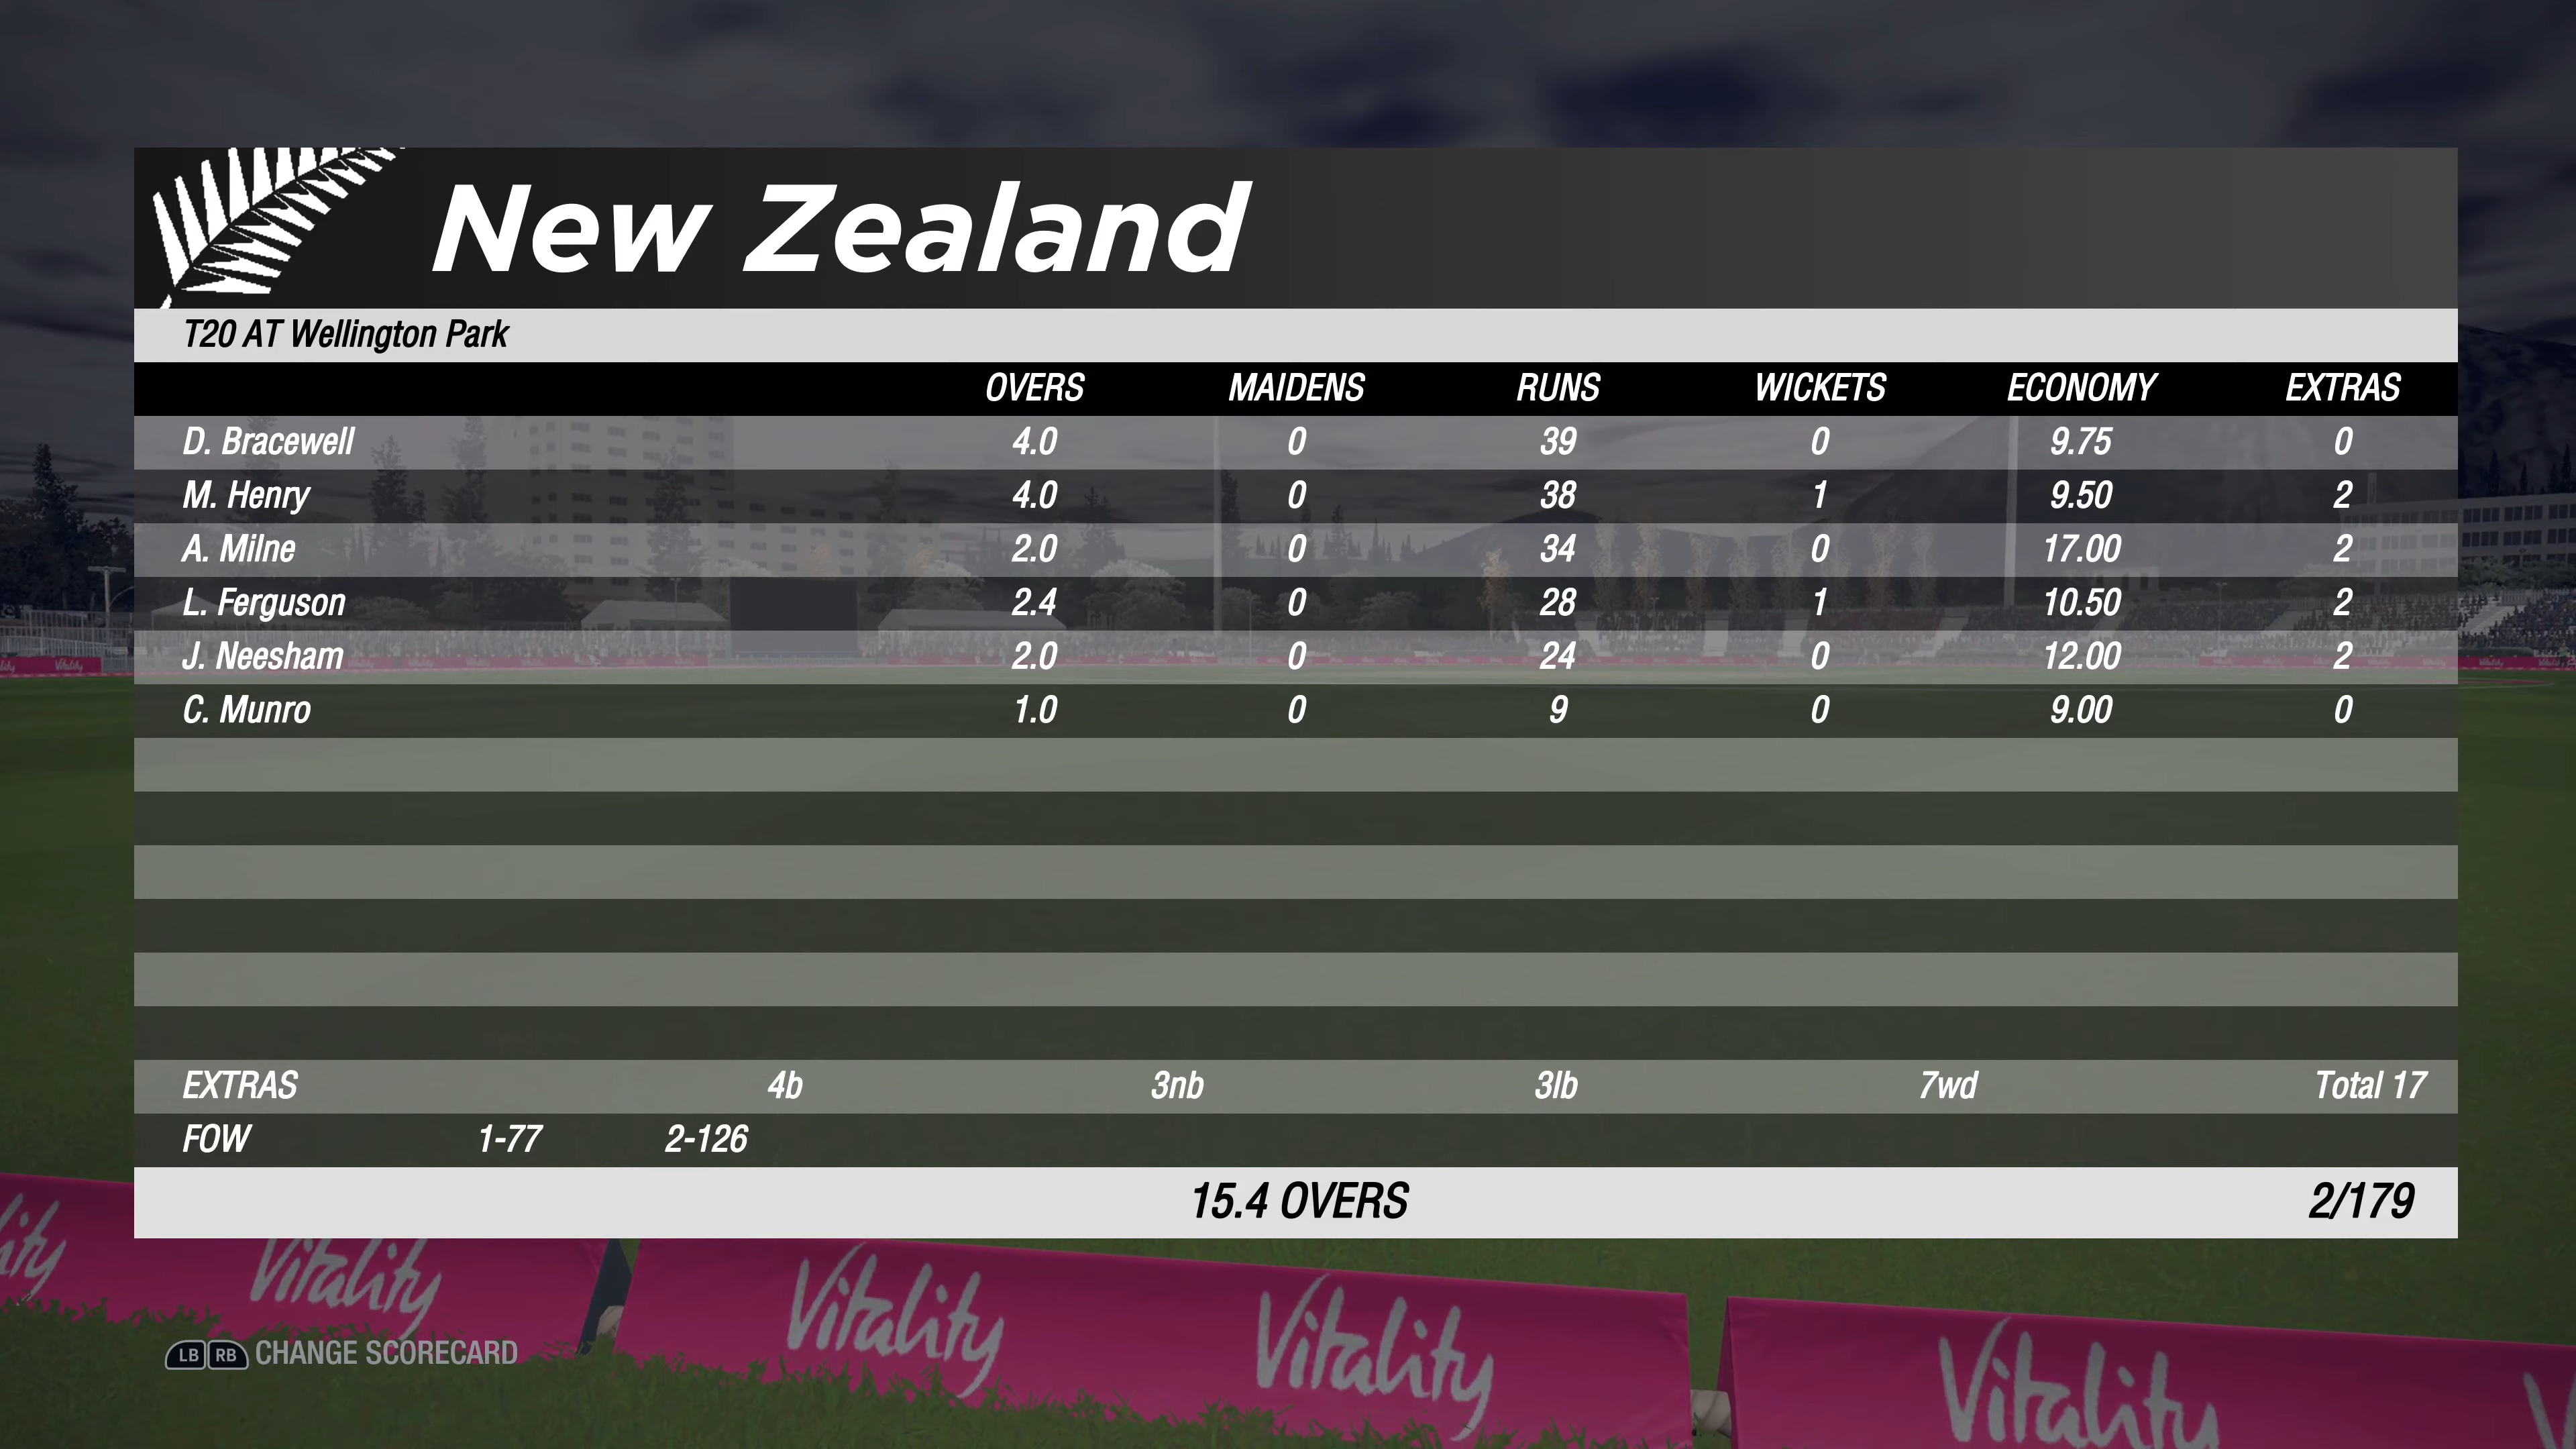 New Zealand
T20 AT Wellington Park
OVERS MAIDENS RUNS WICKETS ECONOMY EXTRAS
D. Bracewell 4.0 0 39 0 9.75 0
M. Henry 4.0 0 38 1 9.50 2
A. Milne 2.0 0 34 0 17.00 2
L. Ferguson 2.4 0 28 1 10.50 2
J. Neesham 2.0 0 24 0 12.00 2
C. Munro 1.0 0 9 0 9.00 0
EXTRAS 4b 3nb 3lb 7wd Total 17
FOW 1-77 2-126
15.4 OVERS 2/179
Vitality Vitality Vitality Vitality
LB RB CHANGE SCORECARD